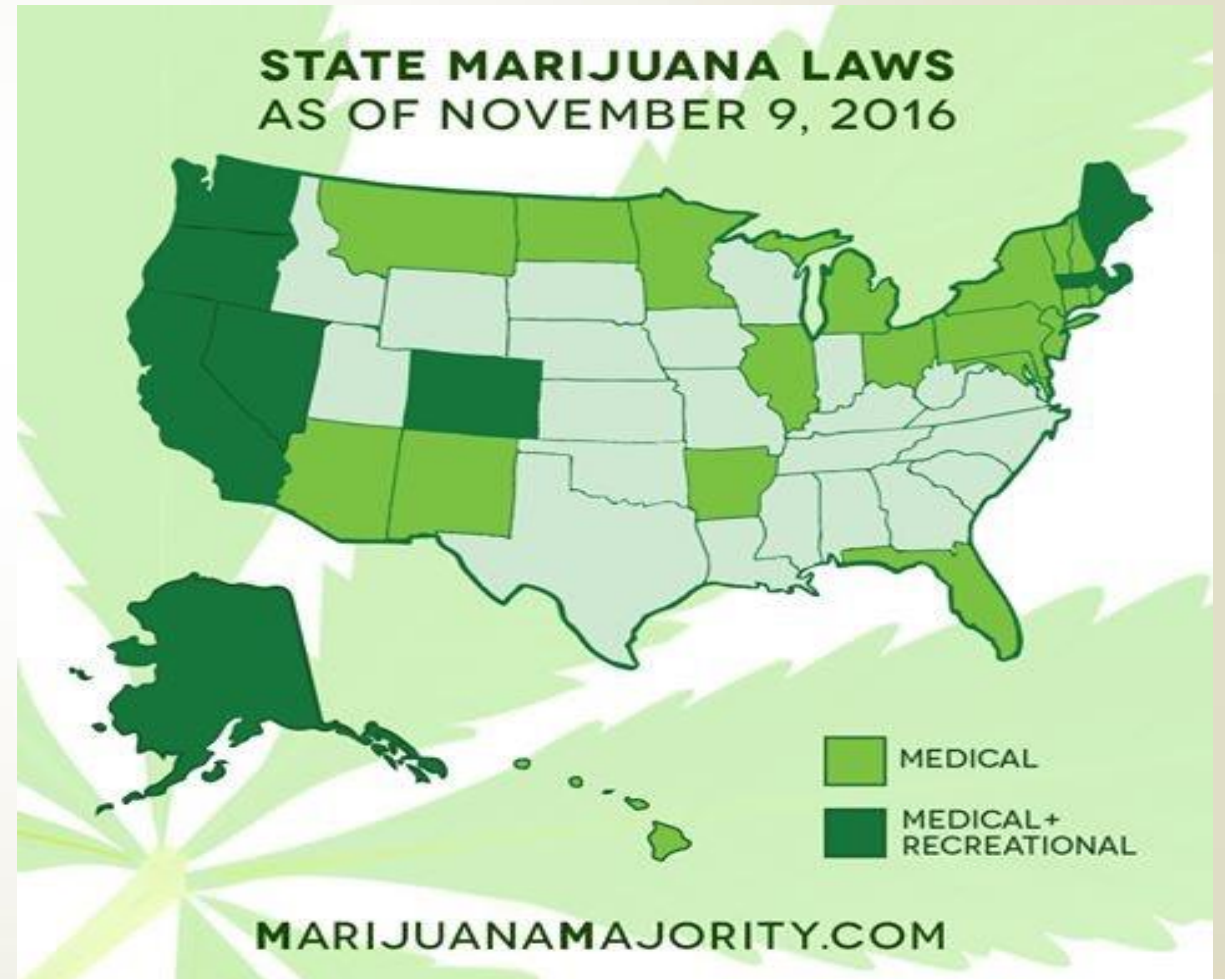 STATE MARIJUANA LAWS
AS OF NOVEMBER 9, 2016
MEDICAL
MEDICAL+
RECREATIONAL
MARIJUANAMAJORITY.COM